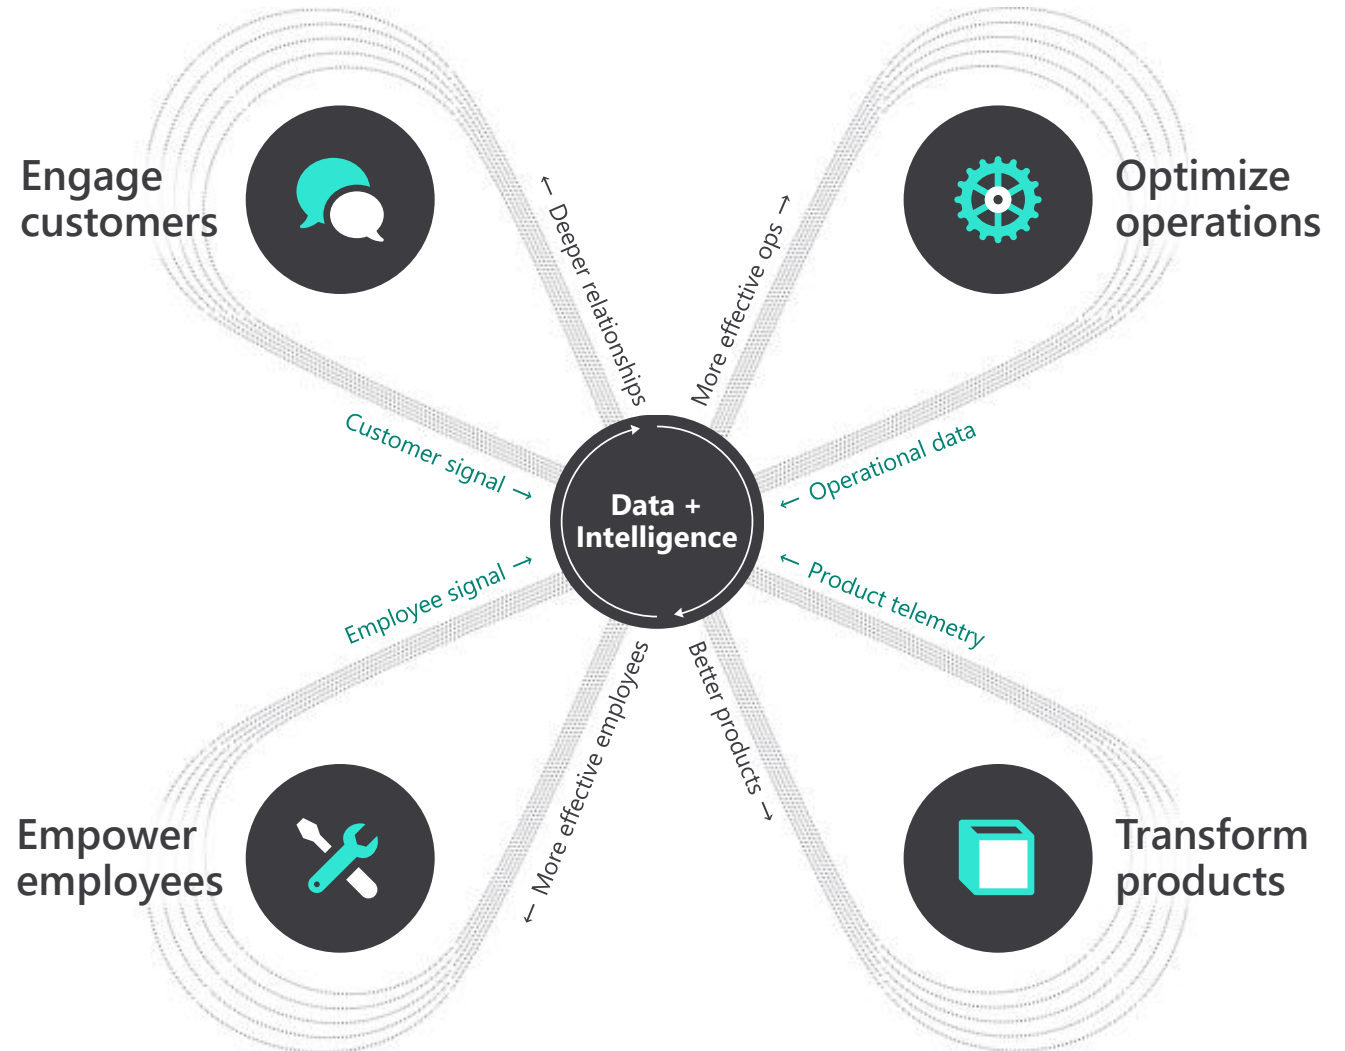 Engage
customers
Optimize
operations
← Deeper relationships
More effective ops →
Customer signal →
← Operational data
Data +
Intelligence
Employee signal →
← Product telemetry
← More effective employees
Better products →
Empower
employees
Transform
products